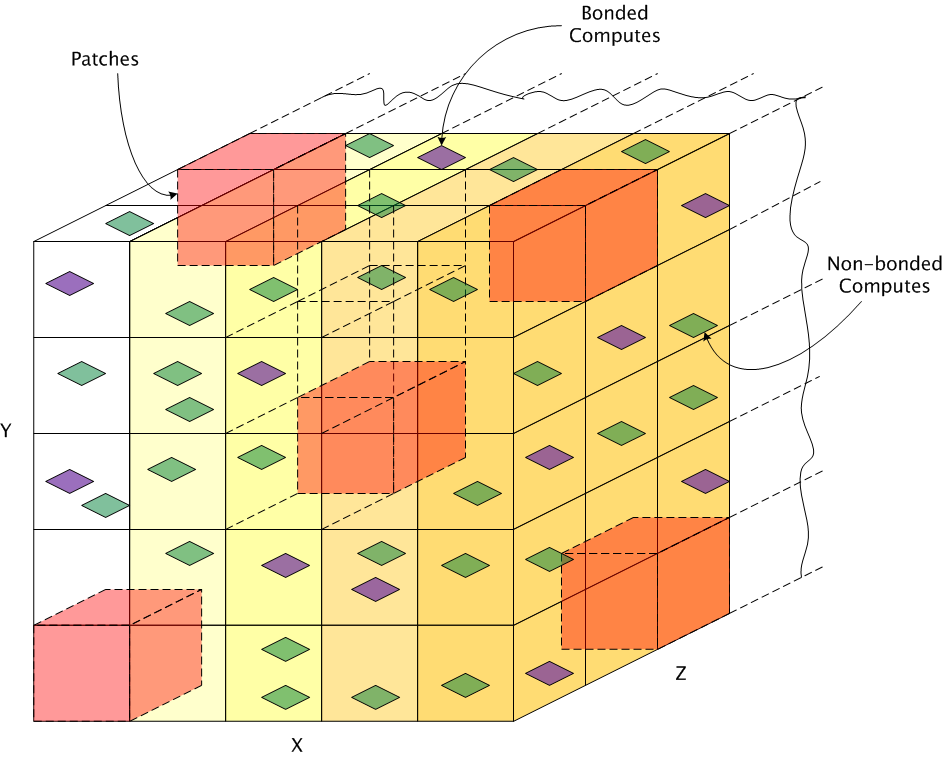 Bonded
Computes
Patches
Non-bonded
Computes
Y
Z
X